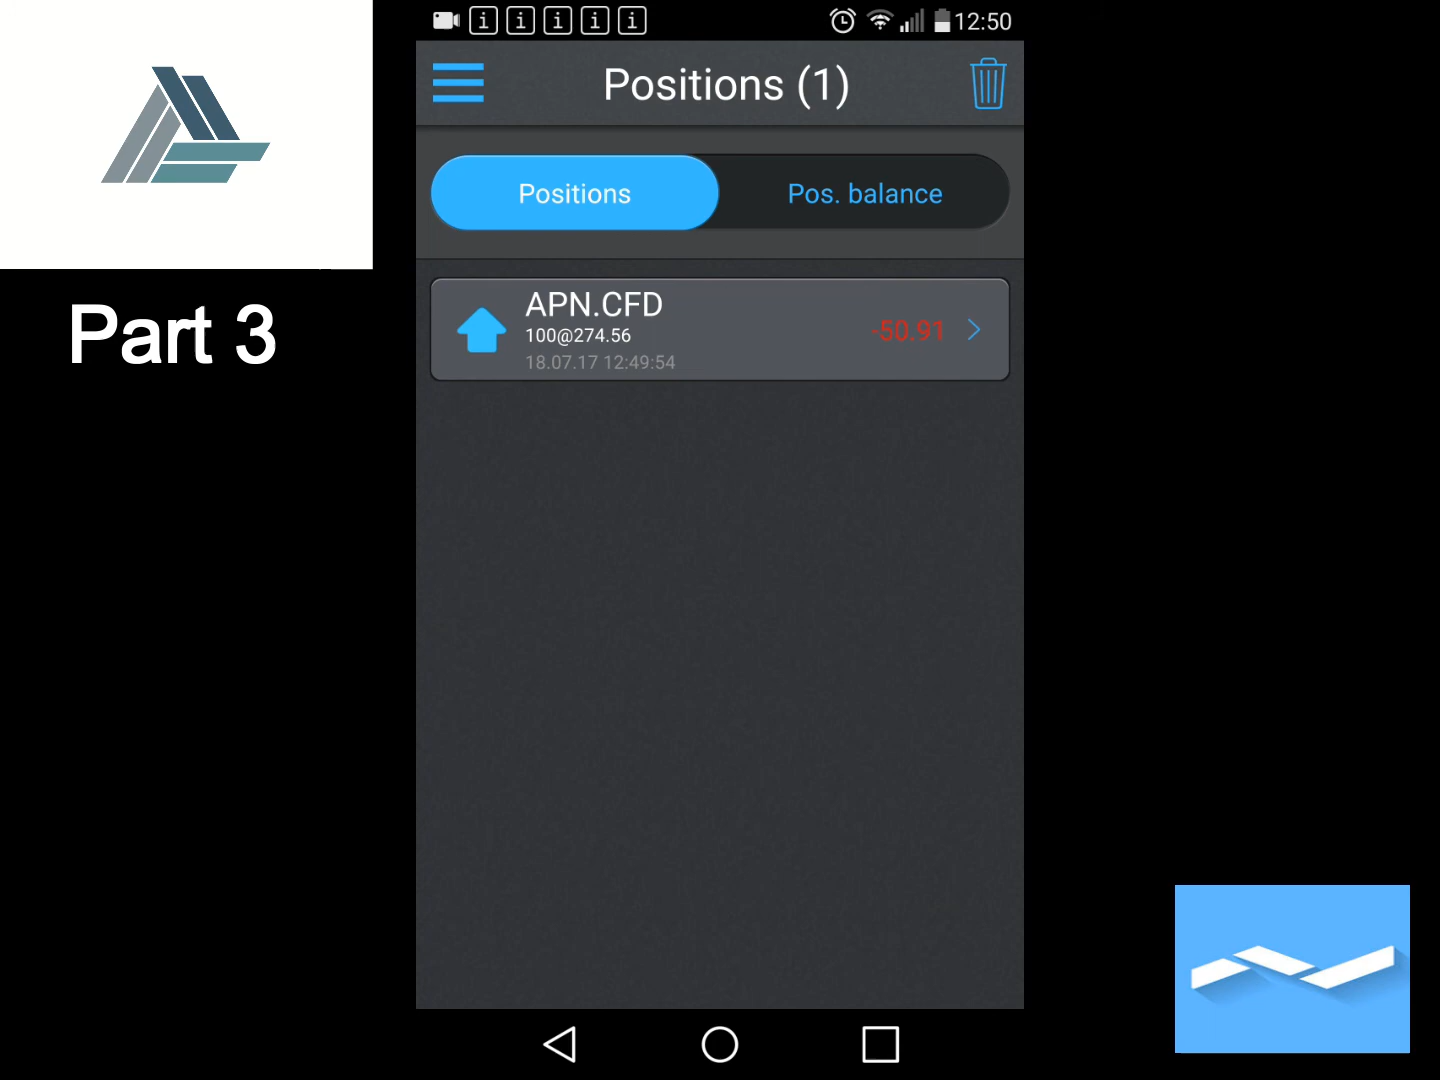 12:50
Positions (1)
Positions
Pos. balance
APN.CFD
100@274.56
-50.91
18.07.17 12:49:54
Part 3